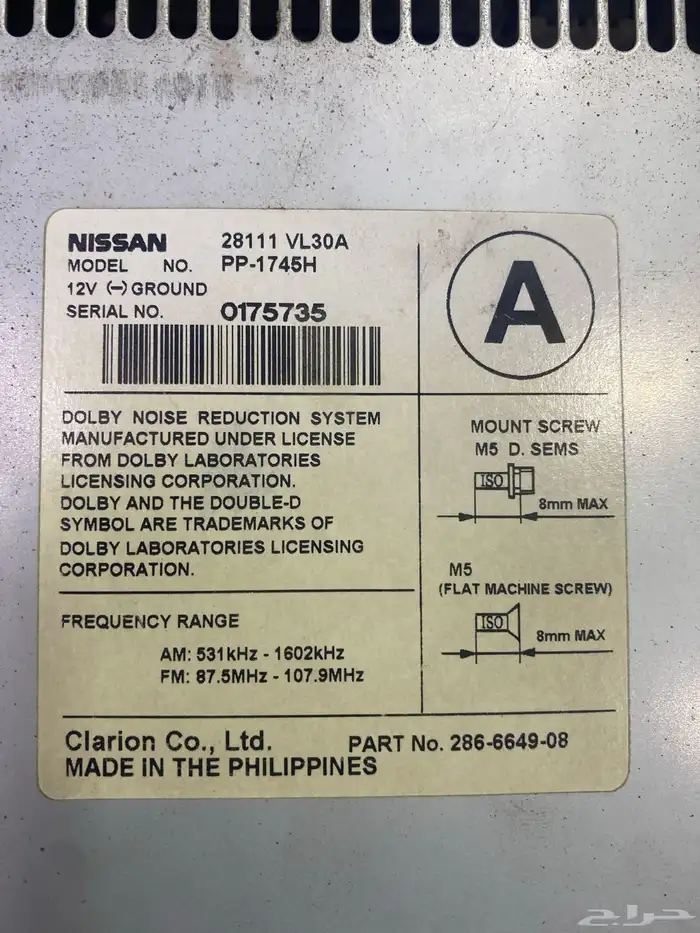 NISSAN 28111 VL30A
MODEL NO. PP-1745H
12V (-) GROUND
SERIAL NO. 0175735
A
DOLBY NOISE REDUCTION SYSTEM
MANUFACTURED UNDER LICENSE
FROM DOLBY LABORATORIES
LICENSING CORPORATION.
DOLBY AND THE DOUBLE-D
SYMBOL ARE TRADEMARKS OF
DOLBY LABORATORIES LICENSING
CORPORATION.
MOUNT SCREW
M5 D. SEMS
ISO
8mm MAX
M5
(FLAT MACHINE SCREW)
ISO
8mm MAX
FREQUENCY RANGE
AM: 531kHz - 1602kHz
FM: 87.5MHz - 107.9MHz
Clarion Co., Ltd. PART No. 286-6649-08
MADE IN THE PHILIPPINES
حراج